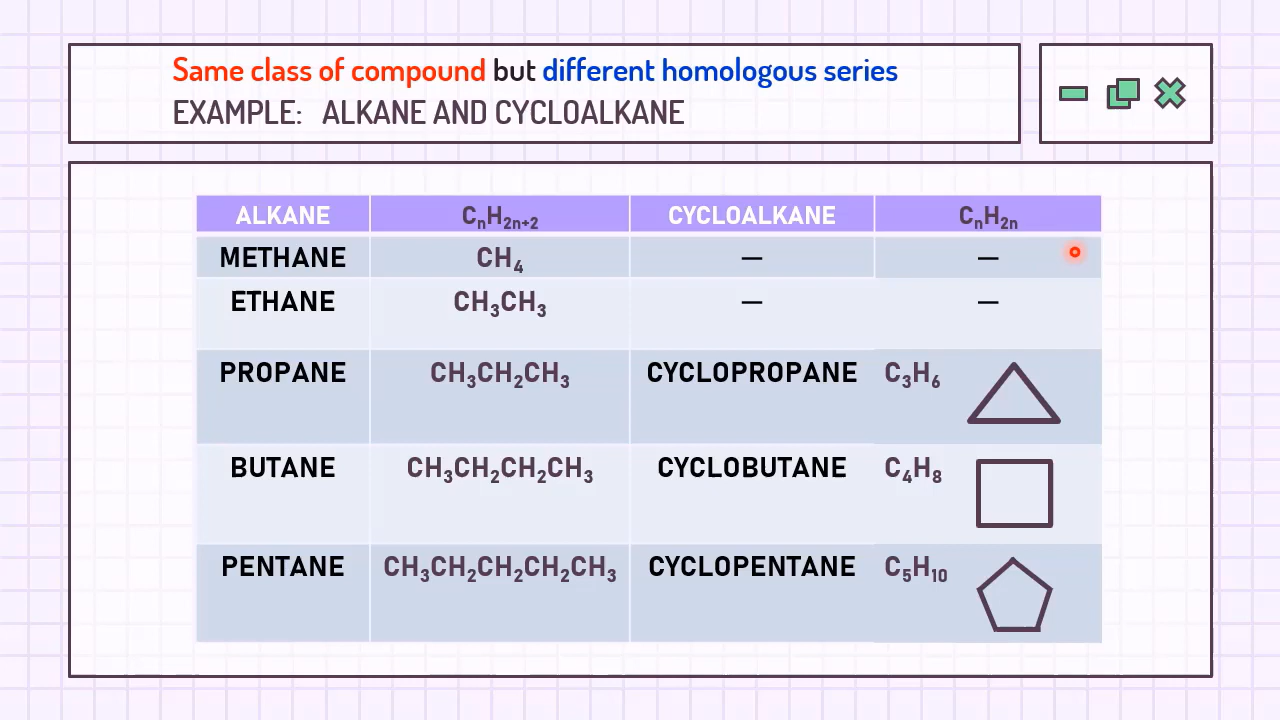 Same class of compound but different homologous series
EXAMPLE: ALKANE AND CYCLOALKANE
ALKANE CₙH₂ₙ₊₂ CYCLOALKANE CₙH₂ₙ
METHANE CH₄ — —
ETHANE CH₃CH₃ — —
PROPANE CH₃CH₂CH₃ CYCLOPROPANE C₃H₆
BUTANE CH₃CH₂CH₂CH₃ CYCLOBUTANE C₄H₈
PENTANE CH₃CH₂CH₂CH₂CH₃ CYCLOPENTANE C₅H₁₀